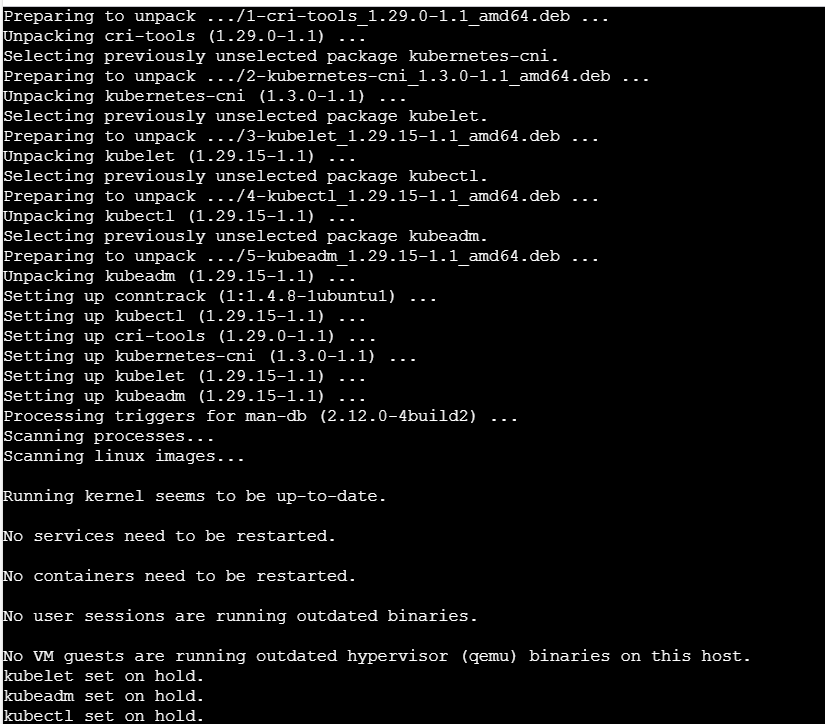 Preparing to unpack .../1-cri-tools_1.29.0-1.1_amd64.deb ...
Unpacking cri-tools (1.29.0-1.1) ...
Selecting previously unselected package kubernetes-cni.
Preparing to unpack .../2-kubernetes-cni_1.3.0-1.1_amd64.deb ...
Unpacking kubernetes-cni (1.3.0-1.1) ...
Selecting previously unselected package kubelet.
Preparing to unpack .../3-kubelet_1.29.15-1.1_amd64.deb ...
Unpacking kubelet (1.29.15-1.1) ...
Selecting previously unselected package kubectl.
Preparing to unpack .../4-kubectl_1.29.15-1.1_amd64.deb ...
Unpacking kubectl (1.29.15-1.1) ...
Selecting previously unselected package kubeadm.
Preparing to unpack .../5-kubeadm_1.29.15-1.1_amd64.deb ...
Unpacking kubeadm (1.29.15-1.1) ...
Setting up conntrack (1:1.4.8-1ubuntu1) ...
Setting up kubectl (1.29.15-1.1) ...
Setting up cri-tools (1.29.0-1.1) ...
Setting up kubernetes-cni (1.3.0-1.1) ...
Setting up kubelet (1.29.15-1.1) ...
Setting up kubeadm (1.29.15-1.1) ...
Processing triggers for man-db (2.12.0-4build2) ...
Scanning processes...
Scanning linux images...
Running kernel seems to be up-to-date.
No services need to be restarted.
No containers need to be restarted.
No user sessions are running outdated binaries.
No VM guests are running outdated hypervisor (qemu) binaries on this host.
kubelet set on hold.
kubeadm set on hold.
kubectl set on hold.